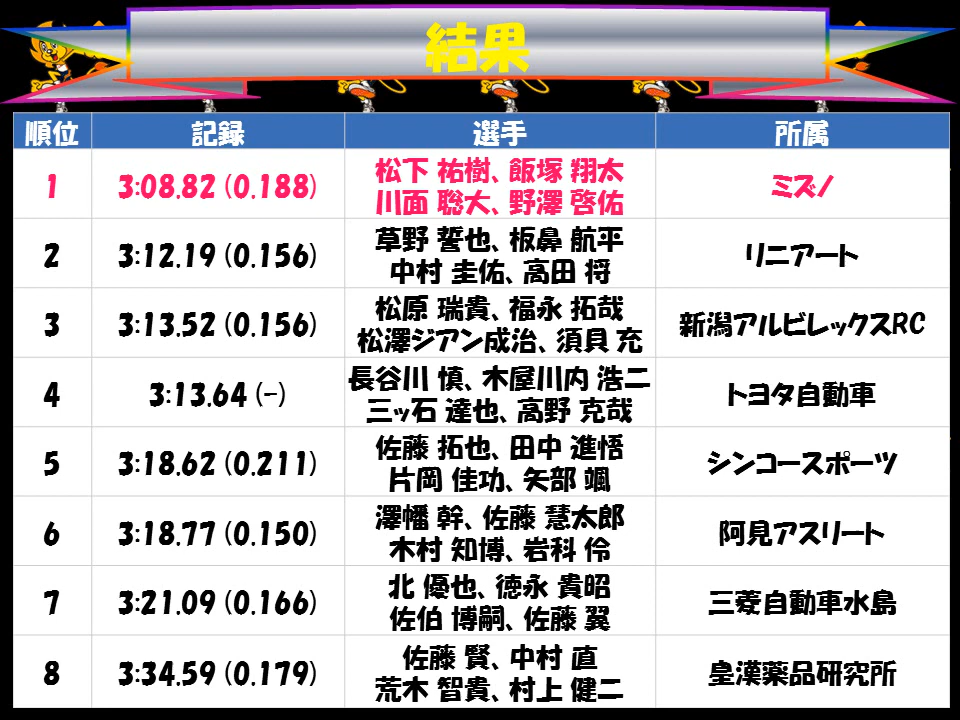 結果
順位 記録 選手 所属
1 3:08.82 (0.188) 松下 祐樹、飯塚 翔太 ミズノ
川面 聡大、野澤 啓佑
2 3:12.19 (0.156) 草野 誓也、板鼻 航平 リニアート
中村 圭佑、高田 将
3 3:13.52 (0.156) 松原 瑞貴、福永 拓哉 新潟アルビレックスRC
松澤ジアン成治、須貝 充
4 3:13.64 (-) 長谷川 慎、木屋川内 浩二 トヨタ自動車
三ッ石 達也、高野 克哉
5 3:18.62 (0.211) 佐藤 拓也、田中 進悟 シンコースポーツ
片岡 佳功、矢部 颯
6 3:18.77 (0.150) 澤幡 幹、佐藤 慧太郎 阿見アスリート
木村 知博、岩科 伶
7 3:21.09 (0.166) 北 優也、徳永 貴昭 三菱自動車水島
佐伯 博嗣、佐藤 翼
8 3:34.59 (0.179) 佐藤 賢、中村 直 皇漢薬品研究所
荒木 智貴、村上 健二